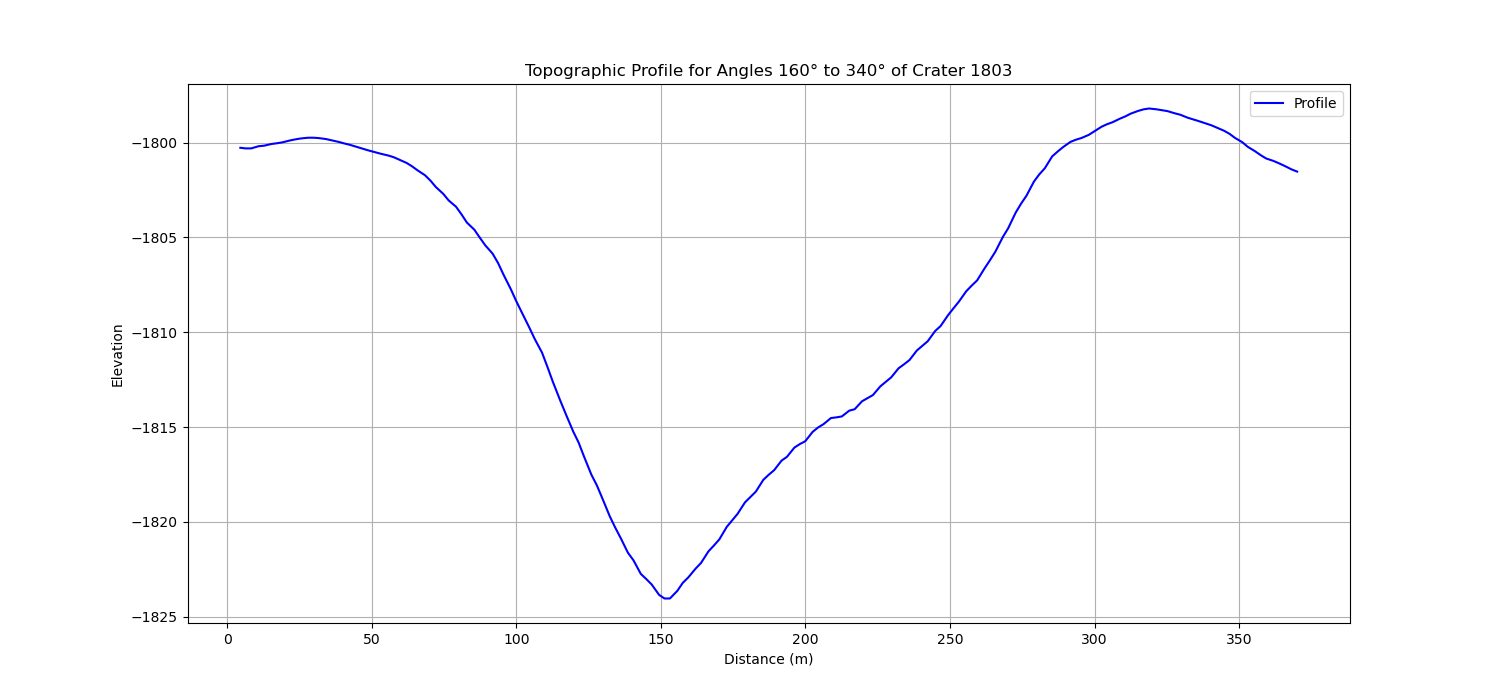 Topographic Profile for Angles 160° to 340° of Crater 1803
Profile
Elevation
−1800
−1805
−1810
−1815
−1820
−1825
0 50 100 150 200 250 300 350
Distance (m)